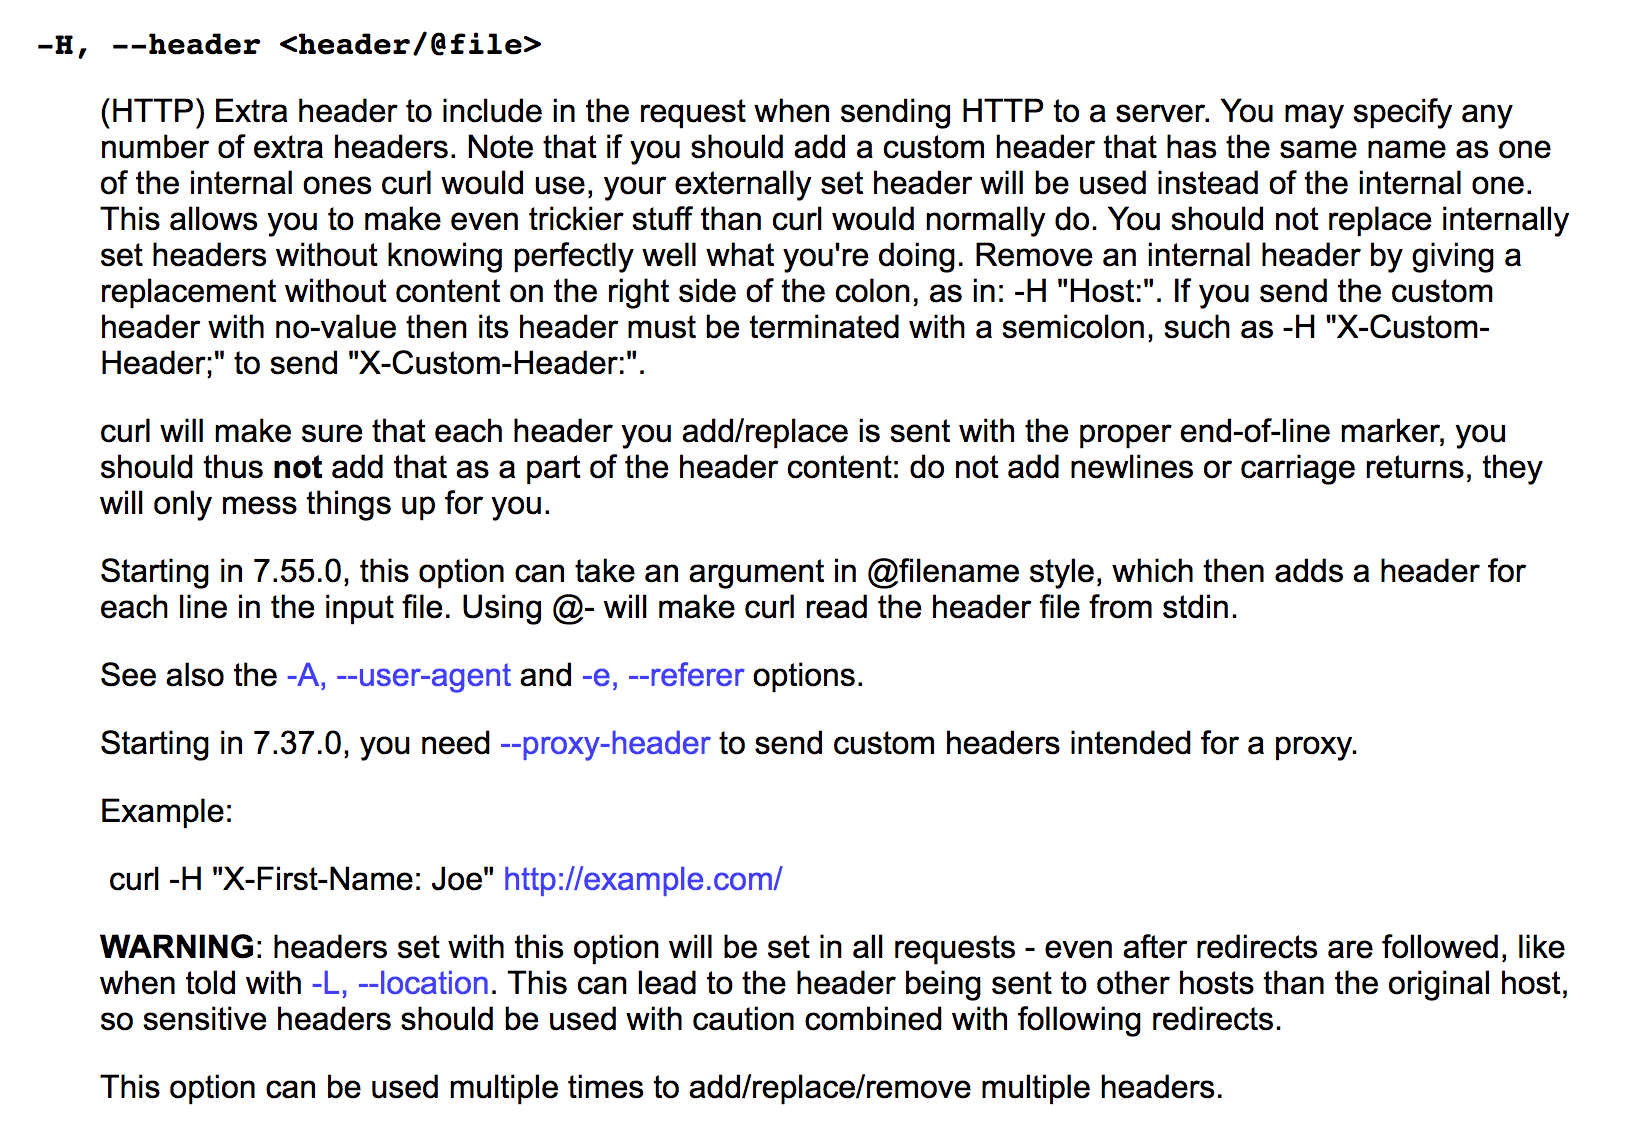 -H, --header <header/@file>
(HTTP) Extra header to include in the request when sending HTTP to a server. You may specify any
number of extra headers. Note that if you should add a custom header that has the same name as one
of the internal ones curl would use, your externally set header will be used instead of the internal one.
This allows you to make even trickier stuff than curl would normally do. You should not replace internally
set headers without knowing perfectly well what you're doing. Remove an internal header by giving a
replacement without content on the right side of the colon, as in: -H "Host:". If you send the custom
header with no-value then its header must be terminated with a semicolon, such as -H "X-Custom-
Header;" to send "X-Custom-Header:".
curl will make sure that each header you add/replace is sent with the proper end-of-line marker, you
should thus not add that as a part of the header content: do not add newlines or carriage returns, they
will only mess things up for you.
Starting in 7.55.0, this option can take an argument in @filename style, which then adds a header for
each line in the input file. Using @- will make curl read the header file from stdin.
See also the -A, --user-agent and -e, --referer options.
Starting in 7.37.0, you need --proxy-header to send custom headers intended for a proxy.
Example:
curl -H "X-First-Name: Joe" http://example.com/
WARNING: headers set with this option will be set in all requests - even after redirects are followed, like
when told with -L, --location. This can lead to the header being sent to other hosts than the original host,
so sensitive headers should be used with caution combined with following redirects.
This option can be used multiple times to add/replace/remove multiple headers.